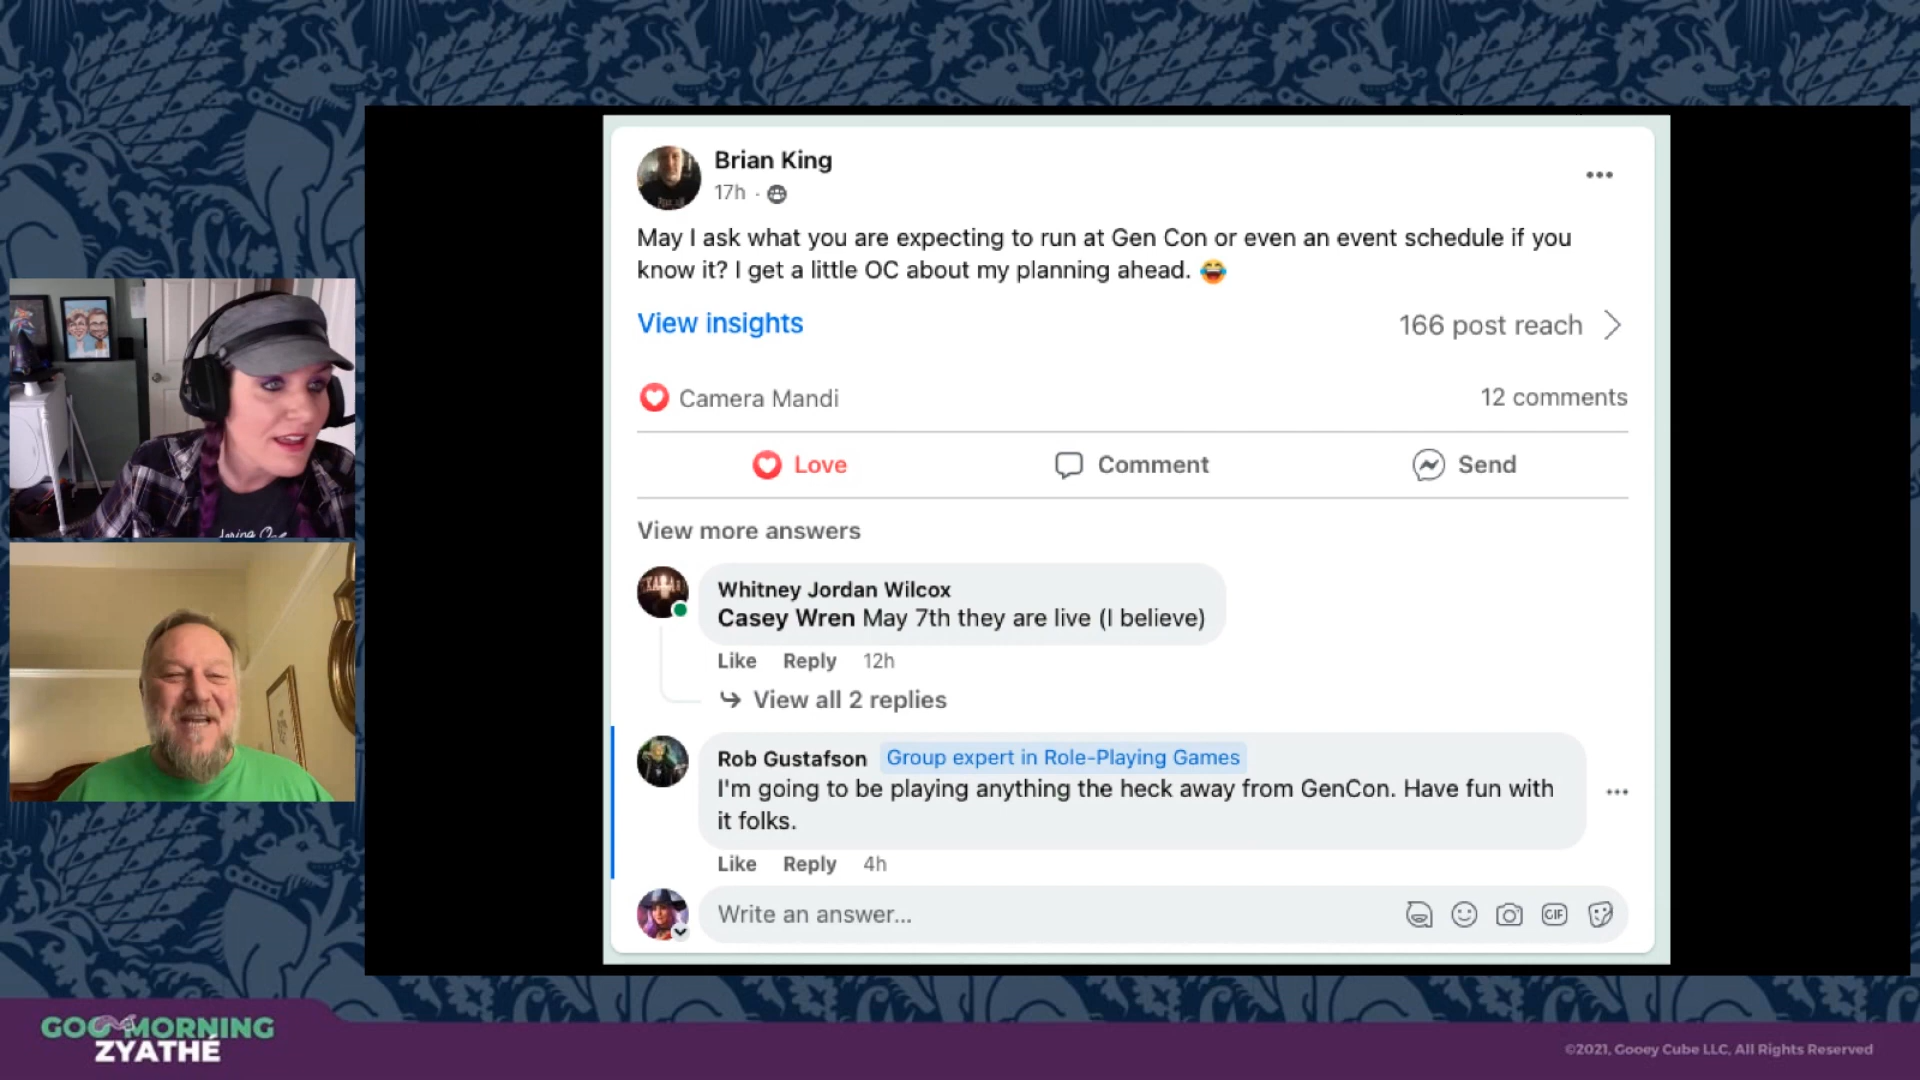 Brian King
17h ·
May I ask what you are expecting to run at Gen Con or even an event schedule if you
know it? I get a little OC about my planning ahead. 😂
View insights
166 post reach
Camera Mandi
12 comments
Love
Comment
Send
View more answers
Whitney Jordan Wilcox
Casey Wren May 7th they are live (I believe)
Like Reply 12h
View all 2 replies
Rob Gustafson Group expert in Role-Playing Games
I'm going to be playing anything the heck away from GenCon. Have fun with
it folks.
Like Reply 4h
Write an answer...
GIF
MORNING
ZYATHÉ
©2021, Gooey Cube LLC, All Rights Reserved